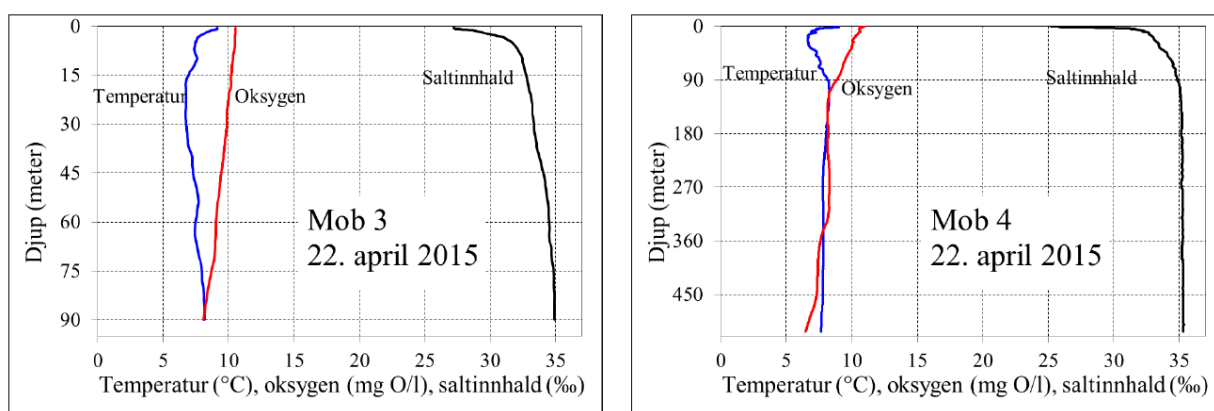 0
15
30
45
60
75
90
Djup (meter)
Temperatur
Oksygen
Saltinnhald
Mob 3
22. april 2015
0 5 10 15 20 25 30 35
Temperatur (°C), oksygen (mg O/l), saltinnhald (‰)
0
90
180
270
360
450
Djup (meter)
Temperatur
Oksygen
Saltinnhald
Mob 4
22. april 2015
0 5 10 15 20 25 30 35
Temperatur (°C), oksygen (mg O/l), saltinnhald (‰)